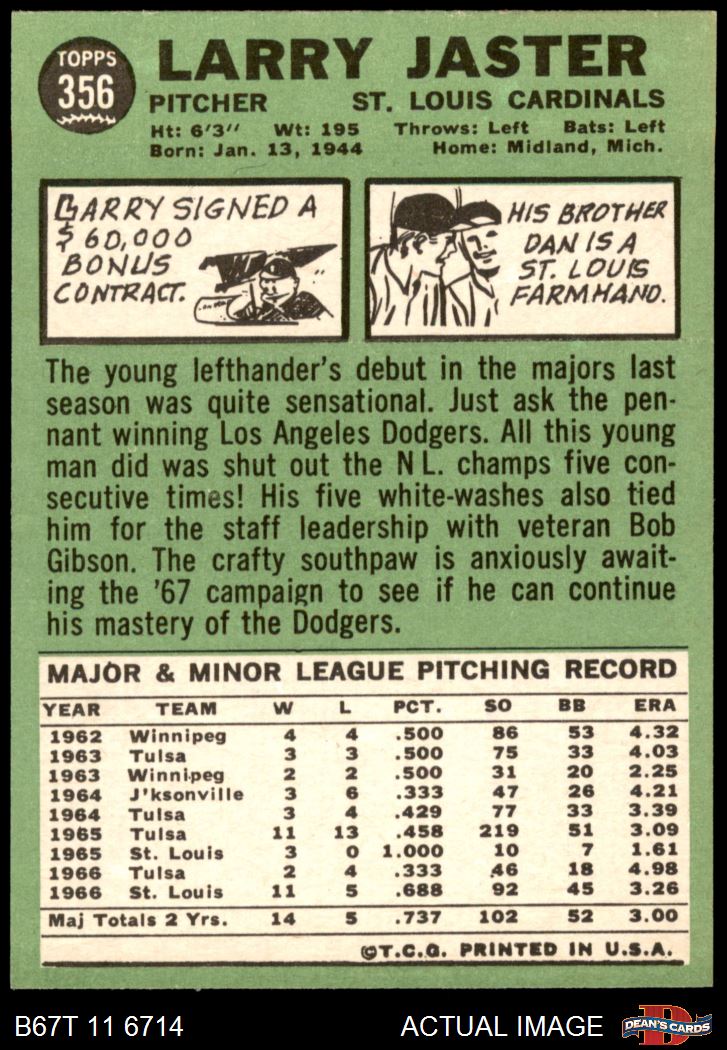 TOPPS
356
LARRY JASTER
PITCHER ST. LOUIS CARDINALS
Ht: 6'3" Wt: 195 Throws: Left Bats: Left
Born: Jan. 13, 1944 Home: Midland, Mich.
LARRY SIGNED A
$60,000
BONUS
CONTRACT.
HIS BROTHER
DAN IS A
ST. LOUIS
FARMHAND.
The young lefthander's debut in the majors last
season was quite sensational. Just ask the pen-
nant winning Los Angeles Dodgers. All this young
man did was shut out the N L. champs five con-
secutive times! His five white-washes also tied
him for the staff leadership with veteran Bob
Gibson. The crafty southpaw is anxiously await-
ing the '67 campaign to see if he can continue
his mastery of the Dodgers.
MAJOR & MINOR LEAGUE PITCHING RECORD
YEAR TEAM W L PCT. SO BB ERA
1962 Winnipeg 4 4 .500 86 53 4.32
1963 Tulsa 3 3 .500 75 33 4.03
1963 Winnipeg 2 2 .500 31 20 2.25
1964 J'ksonville 3 6 .333 47 26 4.21
1964 Tulsa 3 4 .429 77 33 3.39
1965 Tulsa 11 13 .458 219 51 3.09
1965 St. Louis 3 0 1.000 10 7 1.61
1966 Tulsa 2 4 .333 46 18 4.98
1966 St. Louis 11 5 .688 92 45 3.26
Maj Totals 2 Yrs. 14 5 .737 102 52 3.00
©T.C.G. PRINTED IN U.S.A.
B67T 11 6714 ACTUAL IMAGE
D
DEAN'S CARDS